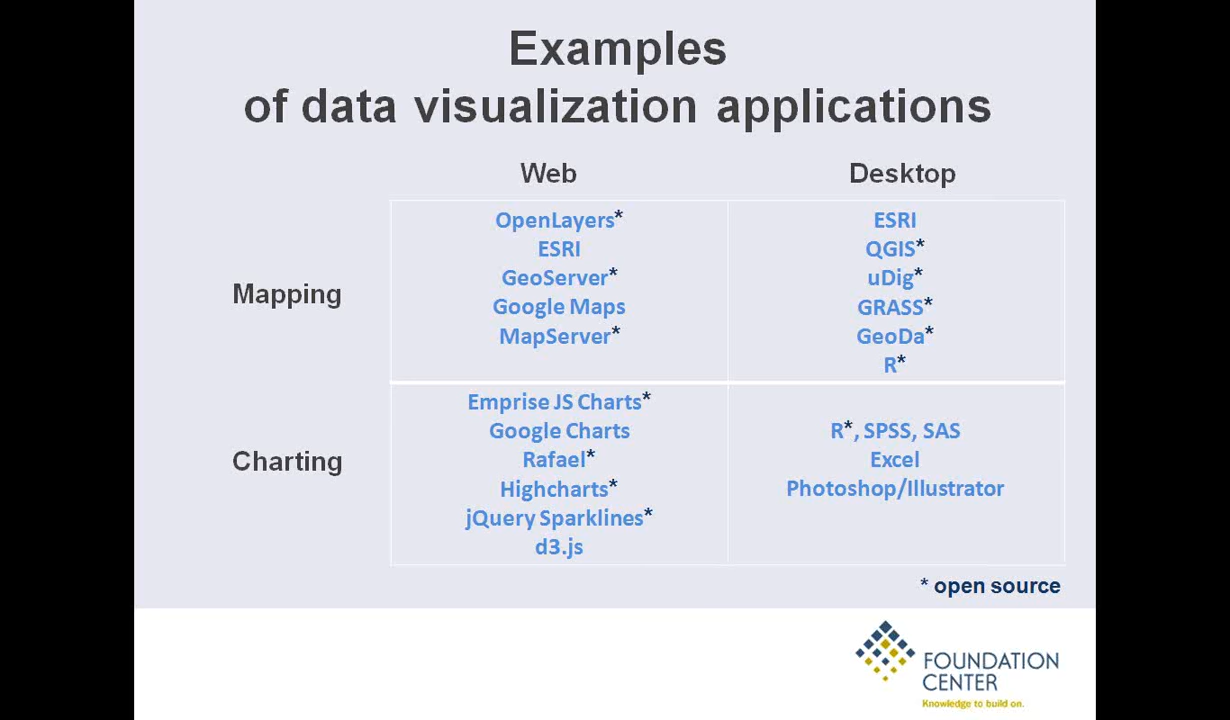 Examples
of data visualization applications
Web
Desktop
Mapping
OpenLayers*
ESRI
GeoServer*
Google Maps
MapServer*
ESRI
QGIS*
uDig*
GRASS*
GeoDa*
R*
Charting
Emprise JS Charts*
Google Charts
Rafael*
Highcharts*
jQuery Sparklines*
d3.js
R*, SPSS, SAS
Excel
Photoshop/Illustrator
* open source
FOUNDATION
CENTER
Knowledge to build on.